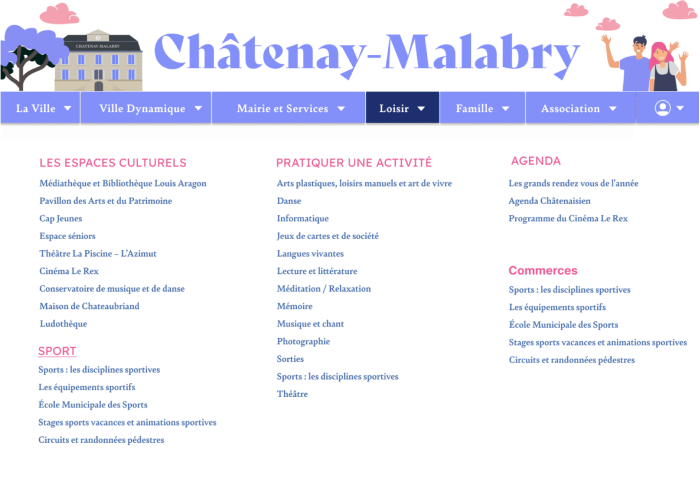 CHATENAY MALABRY
Châtenay-Malabry
La Ville
Ville Dynamique
Mairie et Services
Loisir
Famille
Association
LES ESPACES CULTURELS
Médiathèque et Bibliothèque Louis Aragon
Pavillon des Arts et du Patrimoine
Cap Jeunes
Espace séniors
Théâtre La Piscine – L'Azimut
Cinéma Le Rex
Conservatoire de musique et de danse
Maison de Chateaubriand
Ludothèque
SPORT
Sports : les disciplines sportives
Les équipements sportifs
École Municipale des Sports
Stages sports vacances et animations sportives
Circuits et randonnées pédestres
PRATIQUER UNE ACTIVITÉ
Arts plastiques, loisirs manuels et art de vivre
Danse
Informatique
Jeux de cartes et de société
Langues vivantes
Lecture et littérature
Méditation / Relaxation
Mémoire
Musique et chant
Photographie
Sorties
Sports : les disciplines sportives
Théâtre
AGENDA
Les grands rendez vous de l'année
Agenda Châtenaisien
Programme du Cinéma Le Rex
Commerces
Sports : les disciplines sportives
Les équipements sportifs
École Municipale des Sports
Stages sports vacances et animations sportives
Circuits et randonnées pédestres